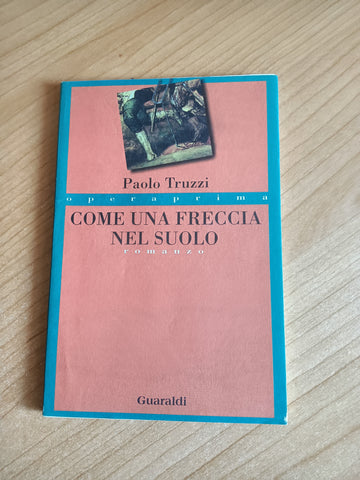 Paolo Truzzi
operaprima
COME UNA FRECCIA
NEL SUOLO
romanzo
Guaraldi